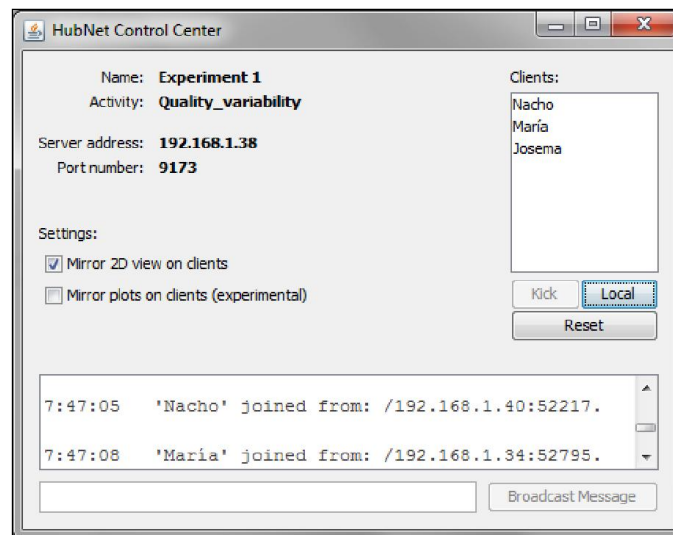 HubNet Control Center
Name: Experiment 1
Activity: Quality_variability
Server address: 192.168.1.38
Port number: 9173
Clients:
Nacho
María
Josema
Settings:
Mirror 2D view on clients
Mirror plots on clients (experimental)
Kick
Local
Reset
7:47:05 'Nacho' joined from: /192.168.1.40:52217.
7:47:08 'María' joined from: /192.168.1.34:52795.
Broadcast Message